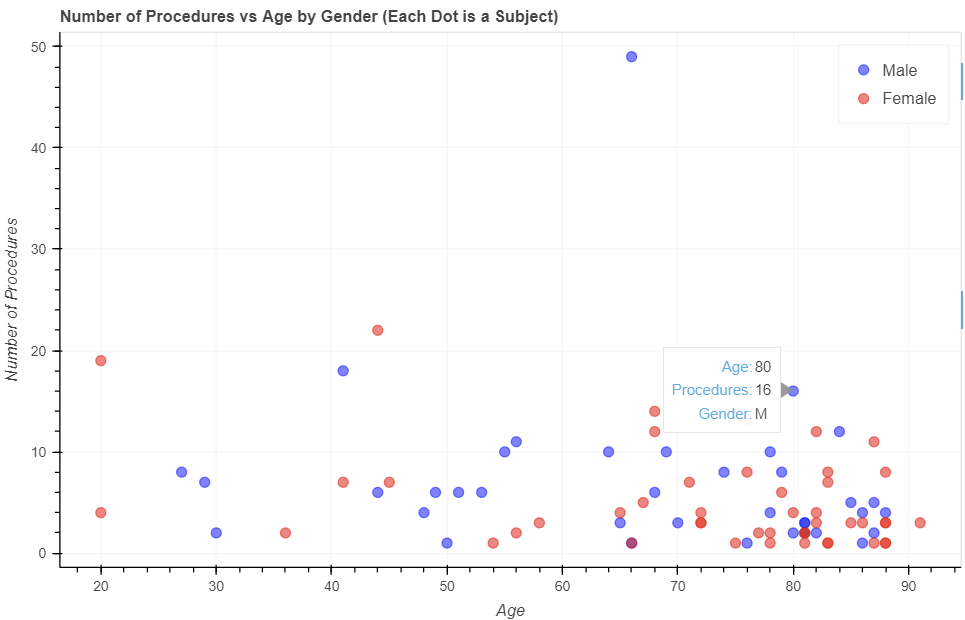 Number of Procedures vs Age by Gender (Each Dot is a Subject)
50
40
30
20
10
0
Number of Procedures
Male
Female
Age: 80
Procedures: 16
Gender: M
20 30 40 50 60 70 80 90
Age